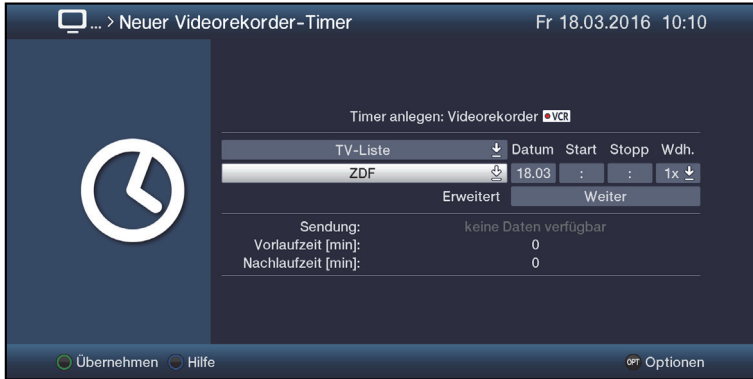 ... > Neuer Videorekorder-Timer Fr 18.03.2016 10:10
Timer anlegen: Videorekorder VCR
TV-Liste Datum Start Stopp Wdh.
ZDF 18.03 : : 1x
Erweitert Weiter
Sendung: keine Daten verfügbar
Vorlaufzeit [min]: 0
Nachlaufzeit [min]: 0
Übernehmen Hilfe OPT Optionen